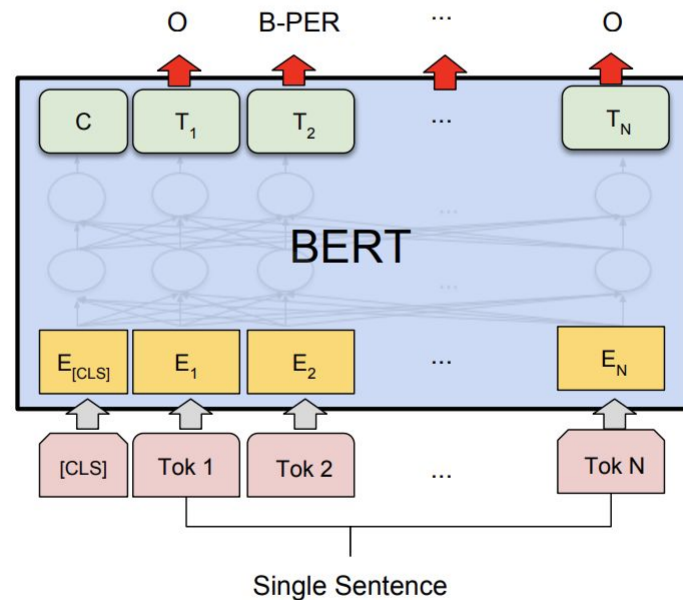 O B-PER ... O
C T1 T2 ... TN
...
BERT
...
E[CLS] E1 E2 ... EN
[CLS] Tok 1 Tok 2 ... Tok N
Single Sentence